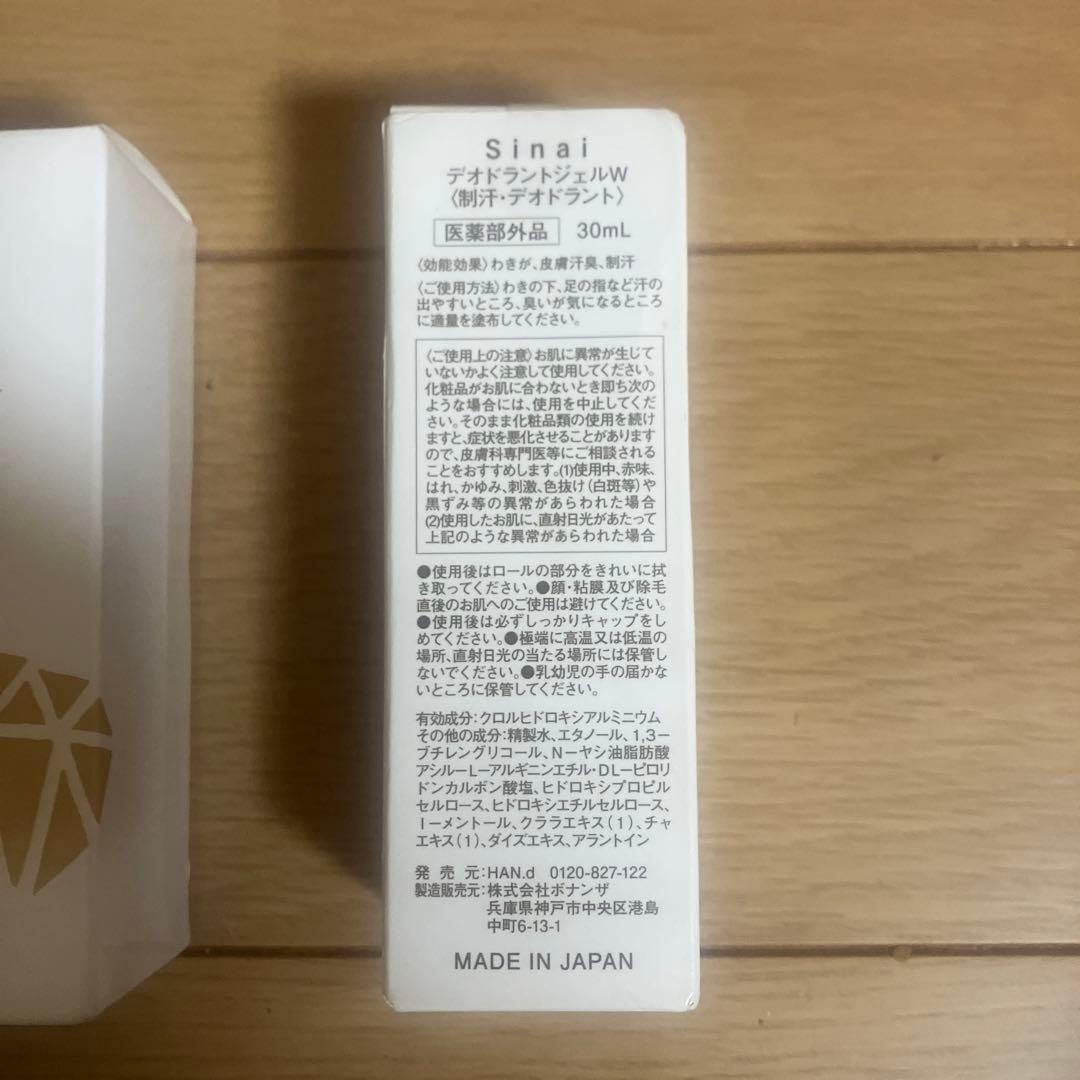 Sinai
デオドラントジェルW
〈制汗・デオドラント〉
医薬部外品 30mL
〈効能効果〉わきが、皮膚汗臭、制汗
〈ご使用方法〉わきの下、足の指など汗の
出やすいところ、臭いが気になるところ
に適量を塗布してください。
〈ご使用上の注意〉お肌に異常が生じて
いないかよく注意して使用してください。
化粧品がお肌に合わないとき即ち次の
ような場合には、使用を中止してくだ
さい。そのまま化粧品類の使用を続け
ますと、症状を悪化させることがあります
ので、皮膚科専門医等にご相談される
ことをおすすめします。(1)使用中、赤味、
はれ、かゆみ、刺激、色抜け(白斑等)や
黒ずみ等の異常があらわれた場合
(2)使用したお肌に、直射日光があたって
上記のような異常があらわれた場合
●使用後はロールの部分をきれいに拭
き取ってください。●顔・粘膜及び除毛
直後のお肌へのご使用は避けてください。
●使用後は必ずしっかりキャップをし
めてください。●極端に高温又は低温の
場所、直射日光の当たる場所には保管し
ないでください。●乳幼児の手の届かな
いところに保管してください。
有効成分:クロルヒドロキシアルミニウム
その他の成分:精製水、エタノール、1,3-
ブチレングリコール、N-ヤシ油脂肪酸
アシル-L-アルギニンエチル・DL-ピロリ
ドンカルボン酸塩、ヒドロキシプロピル
セルロース、ヒドロキシエチルセルロース、
l-メントール、クララエキス(1)、チャ
エキス(1)、ダイズエキス、アラントイン
発売元:HAN.d 0120-827-122
製造販売元:株式会社ボナンザ
兵庫県神戸市中央区港島
中町6-13-1
MADE IN JAPAN